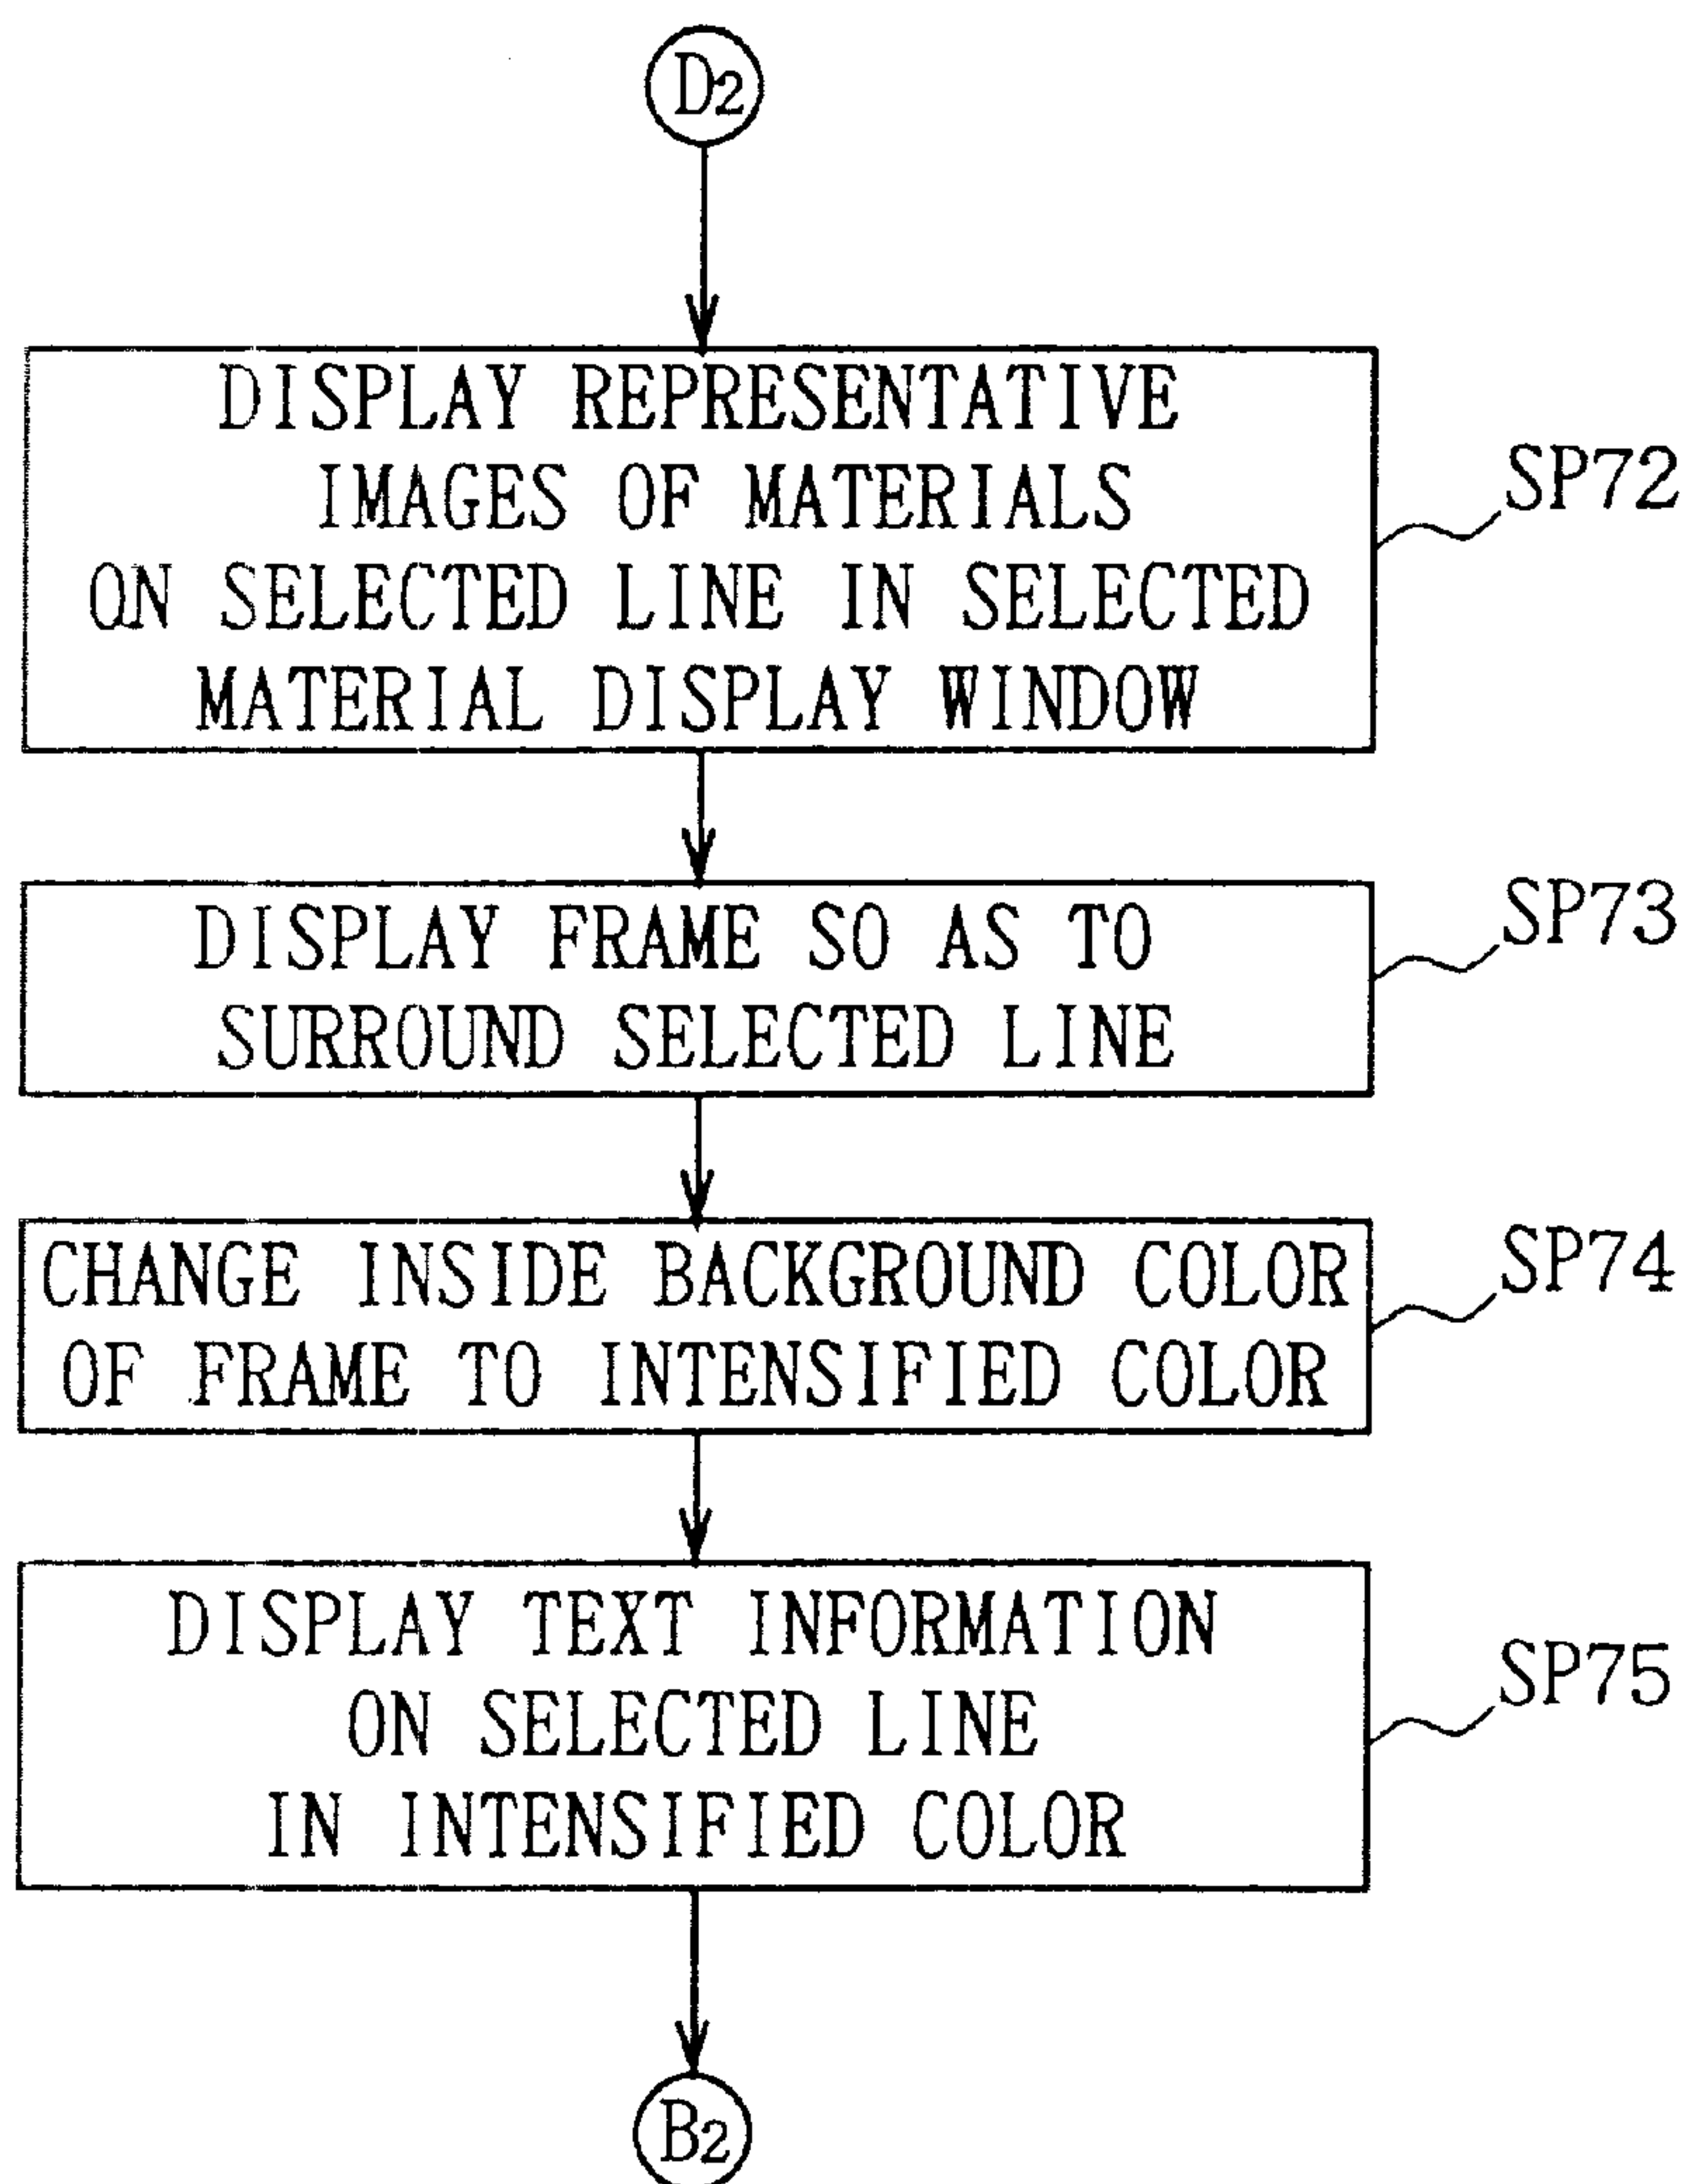 D2
DISPLAY REPRESENTATIVE
IMAGES OF MATERIALS
ON SELECTED LINE IN SELECTED
MATERIAL DISPLAY WINDOW
SP72
DISPLAY FRAME SO AS TO
SURROUND SELECTED LINE
SP73
CHANGE INSIDE BACKGROUND COLOR
OF FRAME TO INTENSIFIED COLOR
SP74
DISPLAY TEXT INFORMATION
ON SELECTED LINE
IN INTENSIFIED COLOR
SP75
B2